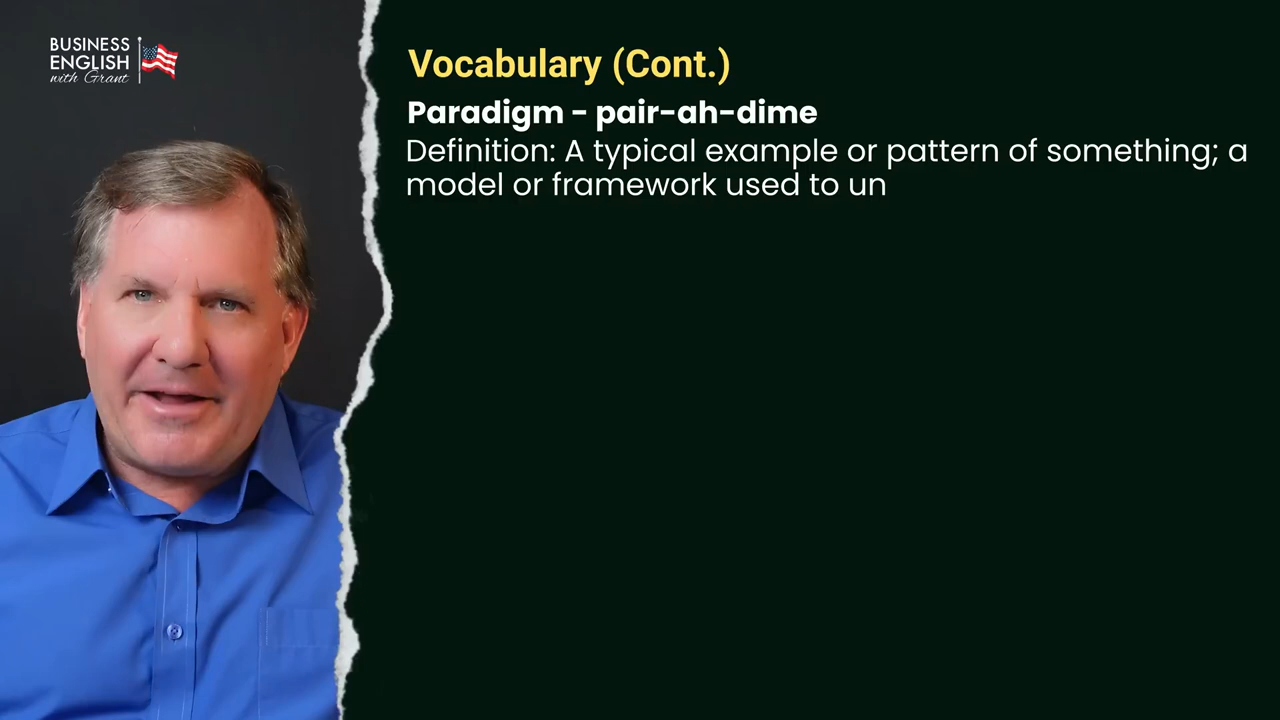 BUSINESS
ENGLISH
with Grant
Vocabulary (Cont.)
Paradigm - pair-ah-dime
Definition: A typical example or pattern of something; a
model or framework used to un